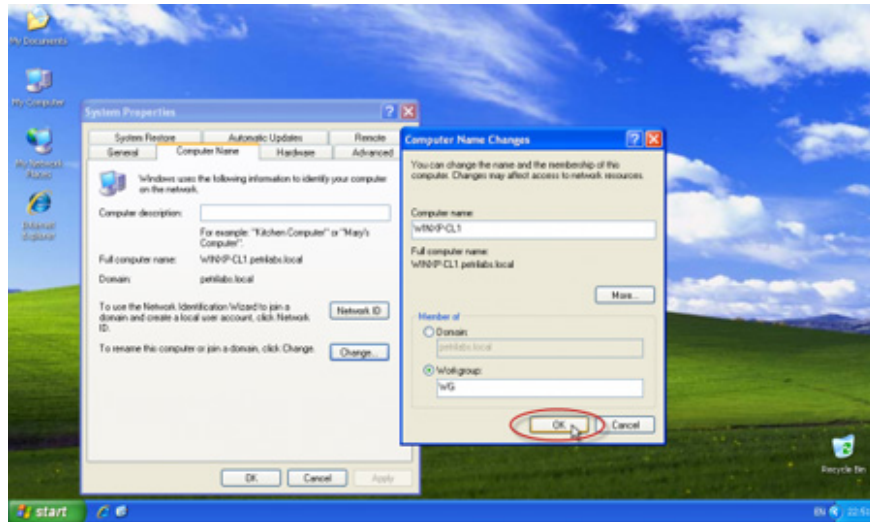 My Documents
My Computer
My Network
Places
Internet
Explorer
System Properties
System Restore
Automatic Updates
Remote
General
Computer Name
Hardware
Advanced
Windows uses the following information to identify your computer
on the network.
Computer description:
For example: "Kitchen Computer" or "Mary's
Computer".
Full computer name:
WINXP-CL1.petrilabs.local
Domain:
petrilabs.local
To use the Network Identification Wizard to join a
domain and create a local user account, click Network
ID.
Network ID
To rename this computer or join a domain, click Change.
Change...
OK
Cancel
Apply
Computer Name Changes
You can change the name and the membership of this
computer. Changes may affect access to network resources.
Computer name:
WINXP-CL1
Full computer name:
WINXP-CL1.petrilabs.local
More...
Member of
Domain:
petrilabs.local
Workgroup:
WG
OK
Cancel
Recycle Bin
start
EN
22:51